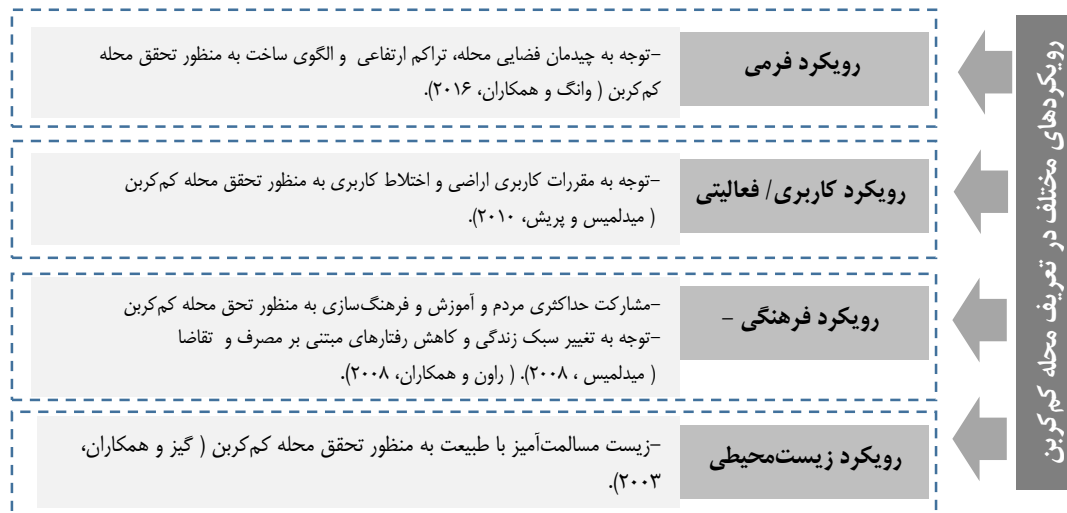 رویکردهای مختلف در تعریف محله کم‌کربن
رویکرد فرمی
-توجه به چیدمان فضایی محله، تراکم ارتفاعی و الگوی ساخت به منظور تحقق محله
کم‌کربن ( وانگ و همکاران، ۲۰۱۶).
رویکرد کاربری/ فعالیتی
-توجه به مقررات کاربری اراضی و اختلاط کاربری به منظور تحقق محله کم‌کربن
( میدلمیس و پریش، ۲۰۱۰).
رویکرد فرهنگی -
-مشارکت حداکثری مردم و آموزش و فرهنگ‌سازی به منظور تحق محله کم‌کربن
-توجه به تغییر سبک زندگی و کاهش رفتارهای مبتنی بر مصرف و تقاضا
( میدلمیس ، ۲۰۰۸). ( راون و همکاران، ۲۰۰۸).
رویکرد زیست‌محیطی
-زیست مسالمت‌آمیز با طبیعت به منظور تحقق محله کم‌کربن ( گیز و همکاران،
۲۰۰۳).